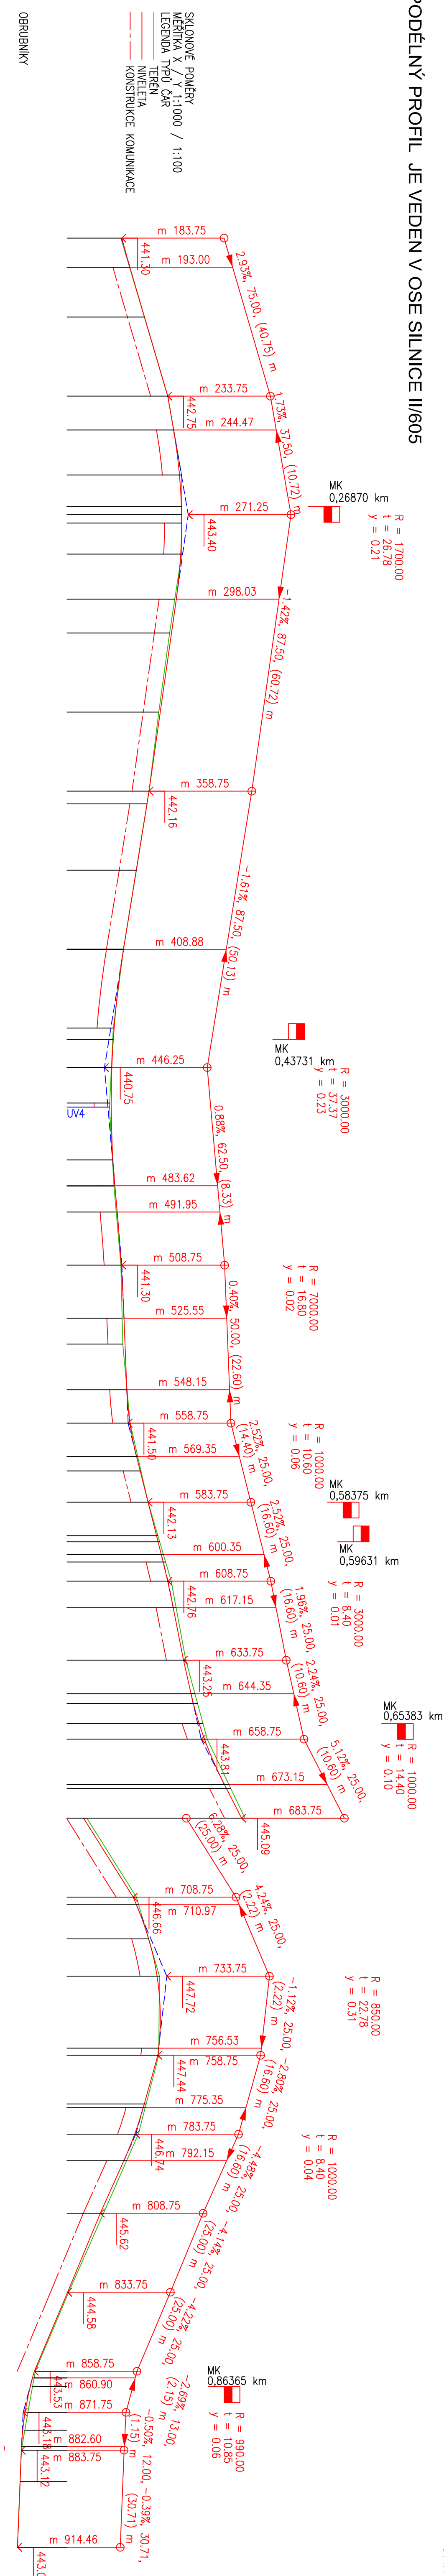 PODÉLNÝ PROFIL JE VEDEN V OSE SILNICE II/605
SKLONOVÉ POMĚRY
MĚŘÍTKA X / Y 1:1000 / 1:100
LEGENDA TYPŮ ČAR
TERÉN
NIVELETA
KONSTRUKCE KOMUNIKACE
OBRUBNÍKY
m 183.75
441.30
m 193.00
2.93%, 75.00, (40.75) m
m 233.75
442.75
m 244.47
1.73%, 37.50, (10.72) m
MK
0,26870 km
R = 1700.00
t = 26.78
y = 0.21
m 271.25
443.40
m 298.03
-1.42%, 87.50, (60.72) m
m 358.75
442.16
-1.61%, 87.50, (50.13) m
m 408.88
MK
0,43731 km
R = 3000.00
t = 37.37
y = 0.23
m 446.25
440.75
UV4
0.88%, 62.50, (8.33) m
m 483.62
m 491.95
R = 7000.00
t = 16.80
y = 0.02
m 508.75
441.30
m 525.55
0.40%, 50.00, (22.60) m
m 548.15
R = 1000.00
t = 10.60
y = 0.06
m 558.75
441.50
m 569.35
2.52%, 25.00,
(14.40) m
MK
0,58375 km
m 583.75
442.13
MK
0,59631 km
2.52%, 25.00,
(16.60) m
m 600.35
R = 3000.00
t = 8.40
y = 0.01
m 608.75
442.76
m 617.15
1.96%, 25.00,
(16.60) m
m 633.75
443.25
m 644.35
2.24%, 25.00,
(10.60) m
MK
0,65383 km
R = 1000.00
t = 14.40
y = 0.10
m 658.75
443.81
m 673.15
5.12%, 25.00,
(10.60) m
m 683.75
445.09
6.28%, 25.00,
(25.00) m
m 708.75
446.66
m 710.97
4.24%, 25.00,
(2.22) m
R = 850.00
t = 22.78
y = 0.31
m 733.75
447.72
-1.12%, 25.00,
(2.22) m
m 756.53
m 758.75
447.44
-2.80%, 25.00,
(16.60) m
m 775.35
R = 1000.00
t = 8.40
y = 0.04
m 783.75
446.74
m 792.15
-4.48%, 25.00,
(16.60) m
m 808.75
445.62
-4.14%, 25.00,
(25.00) m
m 833.75
444.58
-4.22%, 25.00,
(25.00) m
m 858.75
443.53
m 860.90
-2.69%, 13.00,
(2.15) m
MK
0,86365 km
R = 990.00
t = 10.85
y = 0.06
m 871.75
443.18
m 882.60
-0.50%, 12.00,
(1.15) m
m 883.75
443.12
-0.39%, 30.71,
(30.71) m
m 914.46